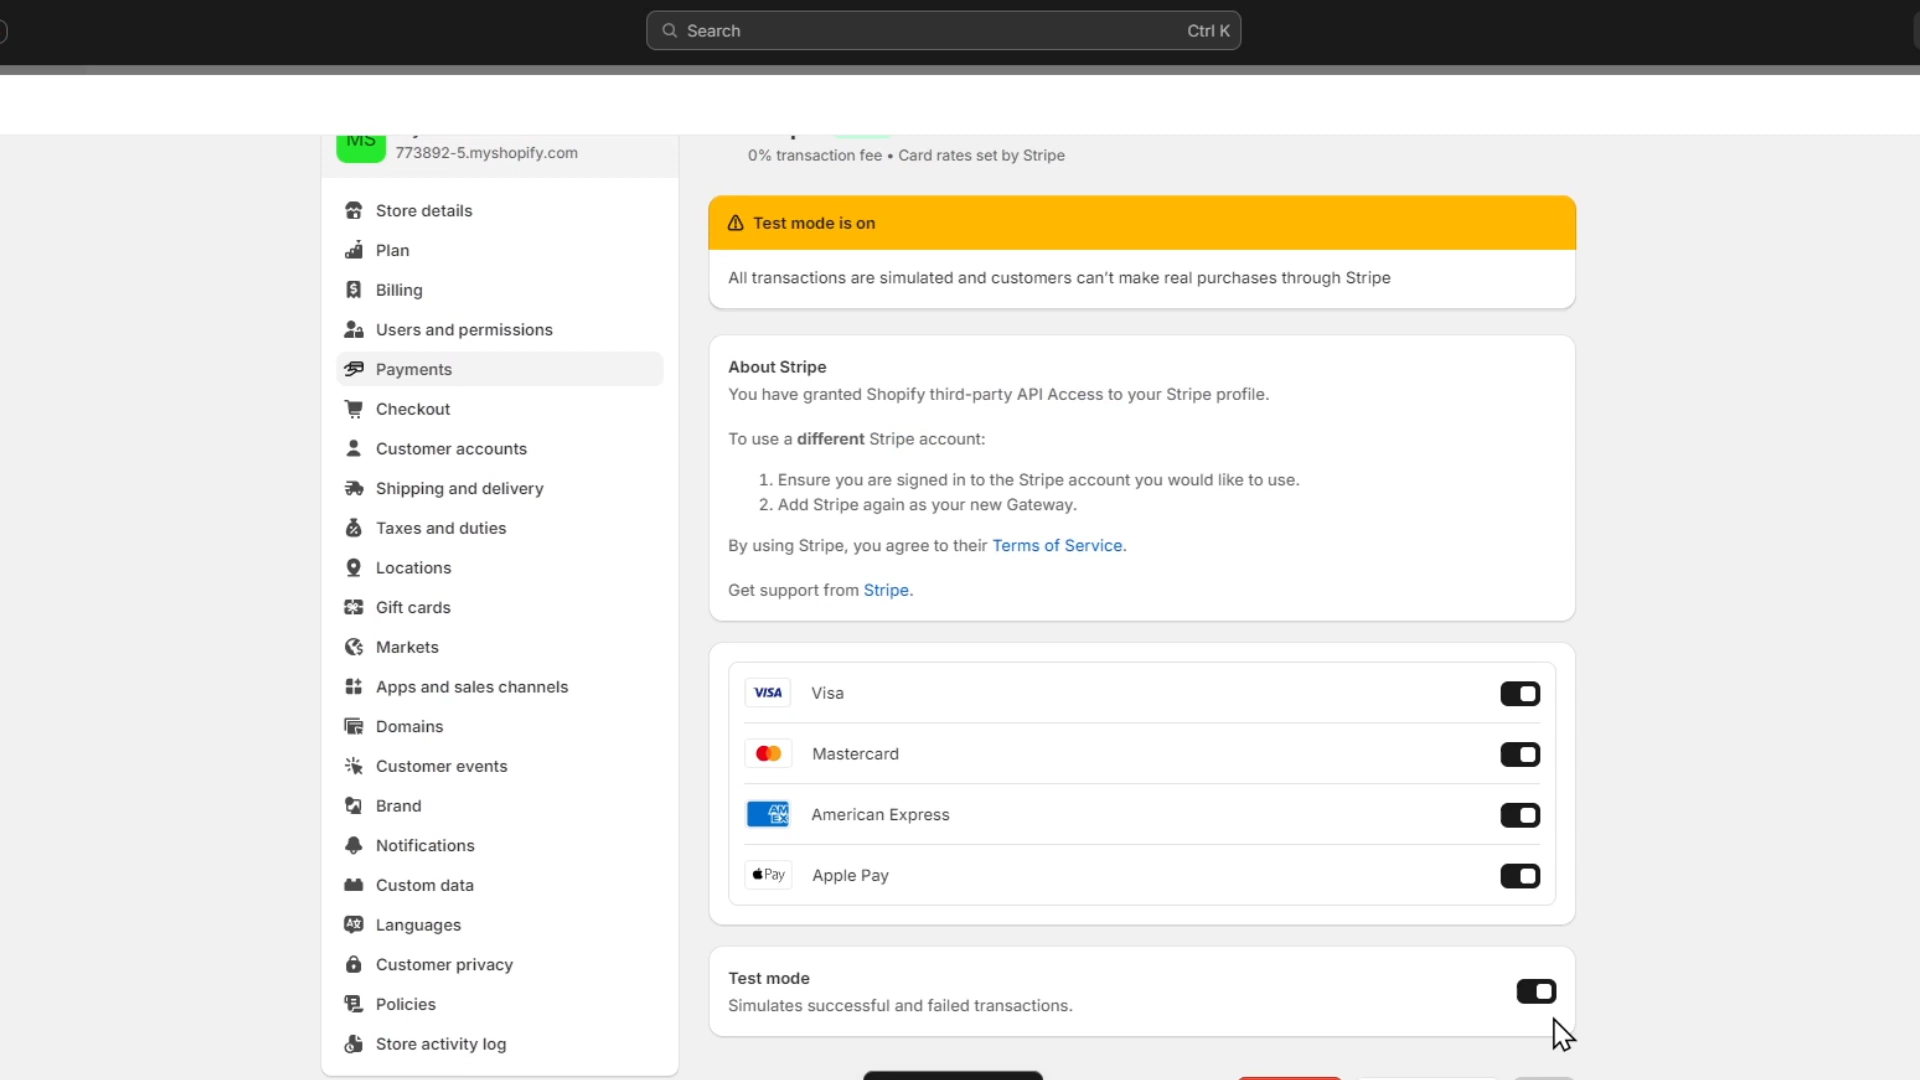 Search
Ctrl K
MS
773892-5.myshopify.com
0% transaction fee • Card rates set by Stripe
Store details
Plan
Billing
Users and permissions
Payments
Checkout
Customer accounts
Shipping and delivery
Taxes and duties
Locations
Gift cards
Markets
Apps and sales channels
Domains
Customer events
Brand
Notifications
Custom data
Languages
Customer privacy
Policies
Store activity log
Test mode is on
All transactions are simulated and customers can't make real purchases through Stripe
About Stripe
You have granted Shopify third-party API Access to your Stripe profile.
To use a different Stripe account:
1. Ensure you are signed in to the Stripe account you would like to use.
2. Add Stripe again as your new Gateway.
By using Stripe, you agree to their Terms of Service.
Get support from Stripe.
VISA Visa
Mastercard
AM
EX
American Express
Pay Apple Pay
Test mode
Simulates successful and failed transactions.